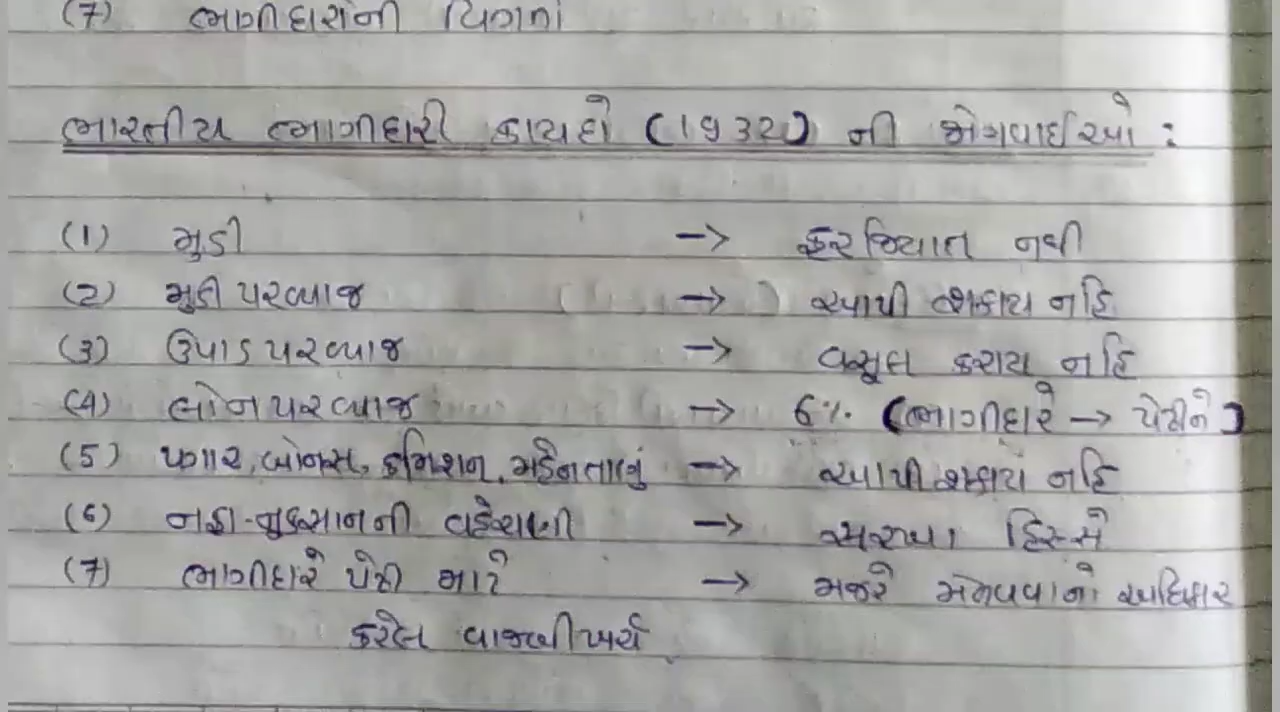 (7) ભાગીદારોની વિગતો
ભારતીય ભાગીદારી કાયદો (1932) ની જોગવાઈઓ :
(1) મુડી → ફરજિયાત નથી
(2) મુડી પર વ્યાજ → આપી શકાય નહિ
(3) ઉપાડ પર વ્યાજ → વસૂલ કરાય નહિ
(4) લોન પર વ્યાજ → 6% (ભાગીદારે → પેઢીને)
(5) પગાર, બોનસ, કમિશન, મહેનતાણું → આપી શકાય નહિ
(6) નફા-નુકસાનની વહેંચણી → સરખા હિસ્સે
(7) ભાગીદારે પેઢી માટે → મજરે મેળવવાનો અધિકાર
કરેલ વાજબી ખર્ચ